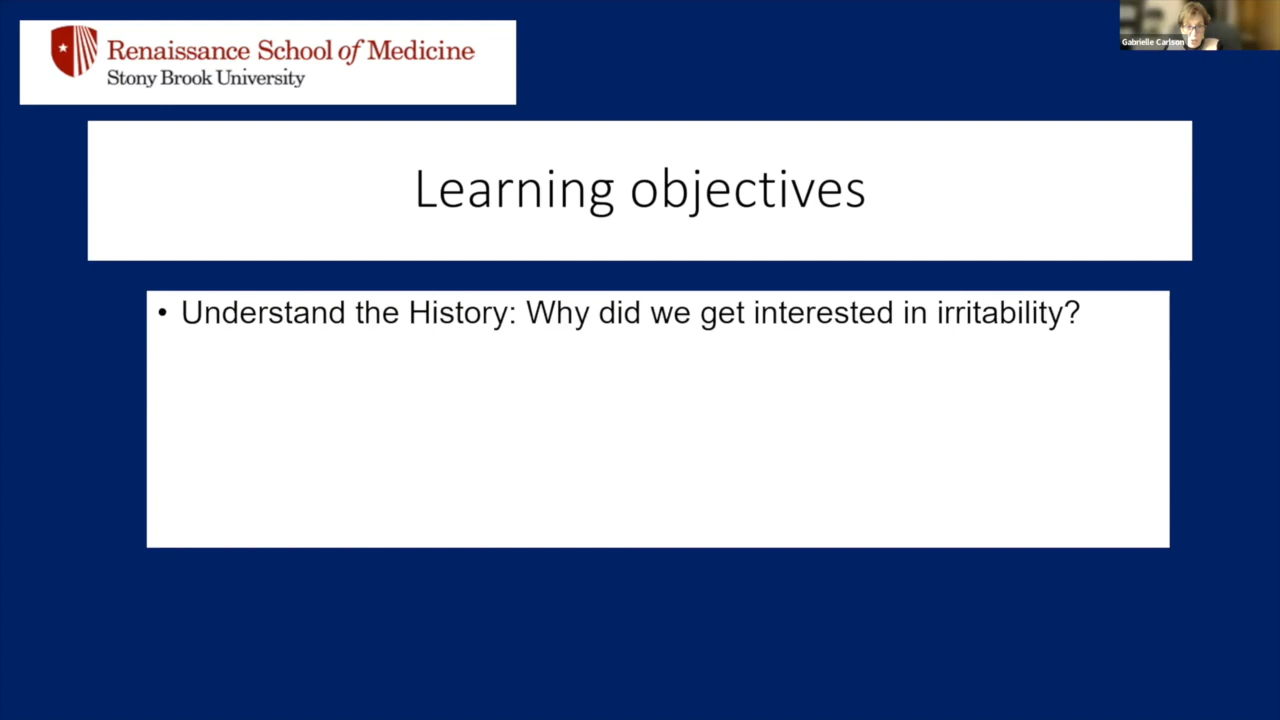 Renaissance School of Medicine
Stony Brook University
Gabrielle Carlson
Learning objectives
• Understand the History: Why did we get interested in irritability?